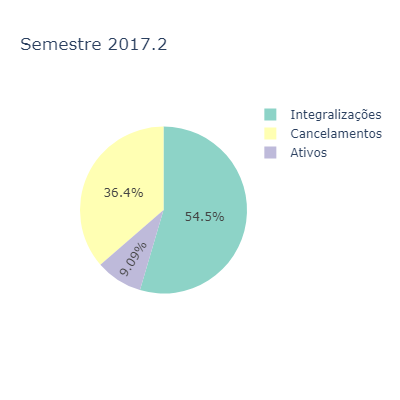 Semestre 2017.2
Integralizações
Cancelamentos
Ativos
36.4%
54.5%
9.09%